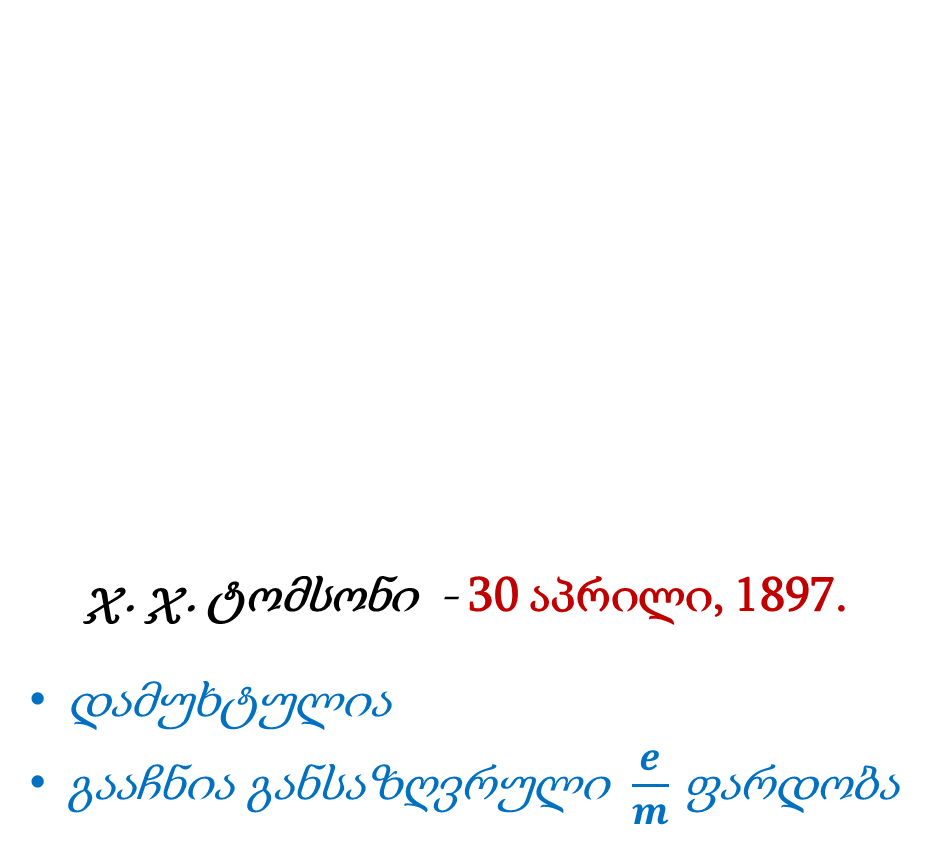 ჯ. ჯ. ტომსონი - 30 აპრილი, 1897.
• დამუხტულია
• გააჩნია განსაზღვრული e/m ფარდობა